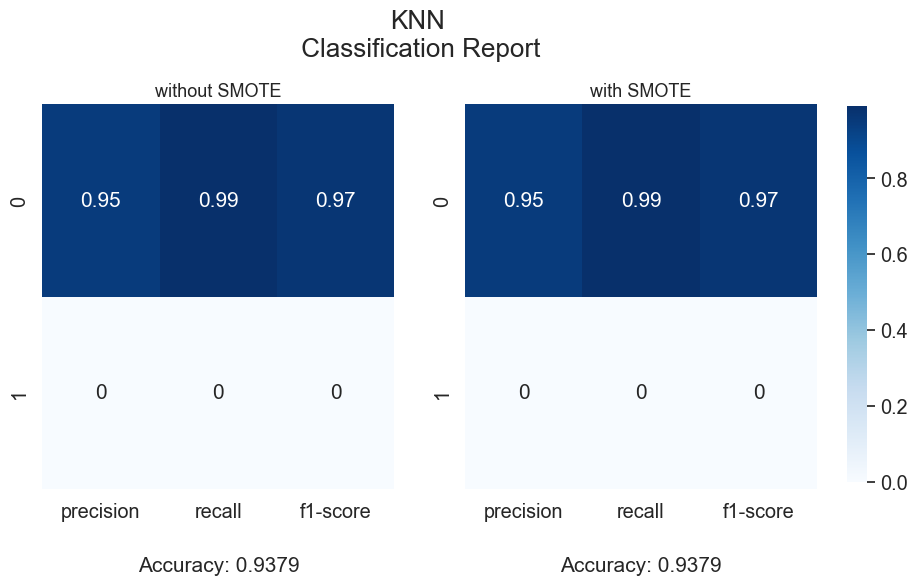 KNN
Classification Report
without SMOTE
with SMOTE
0
0.95 0.99 0.97
0
0.95 0.99 0.97
1
0 0 0
1
0 0 0
precision recall f1-score
precision recall f1-score
Accuracy: 0.9379
Accuracy: 0.9379
0.8
0.6
0.4
0.2
0.0